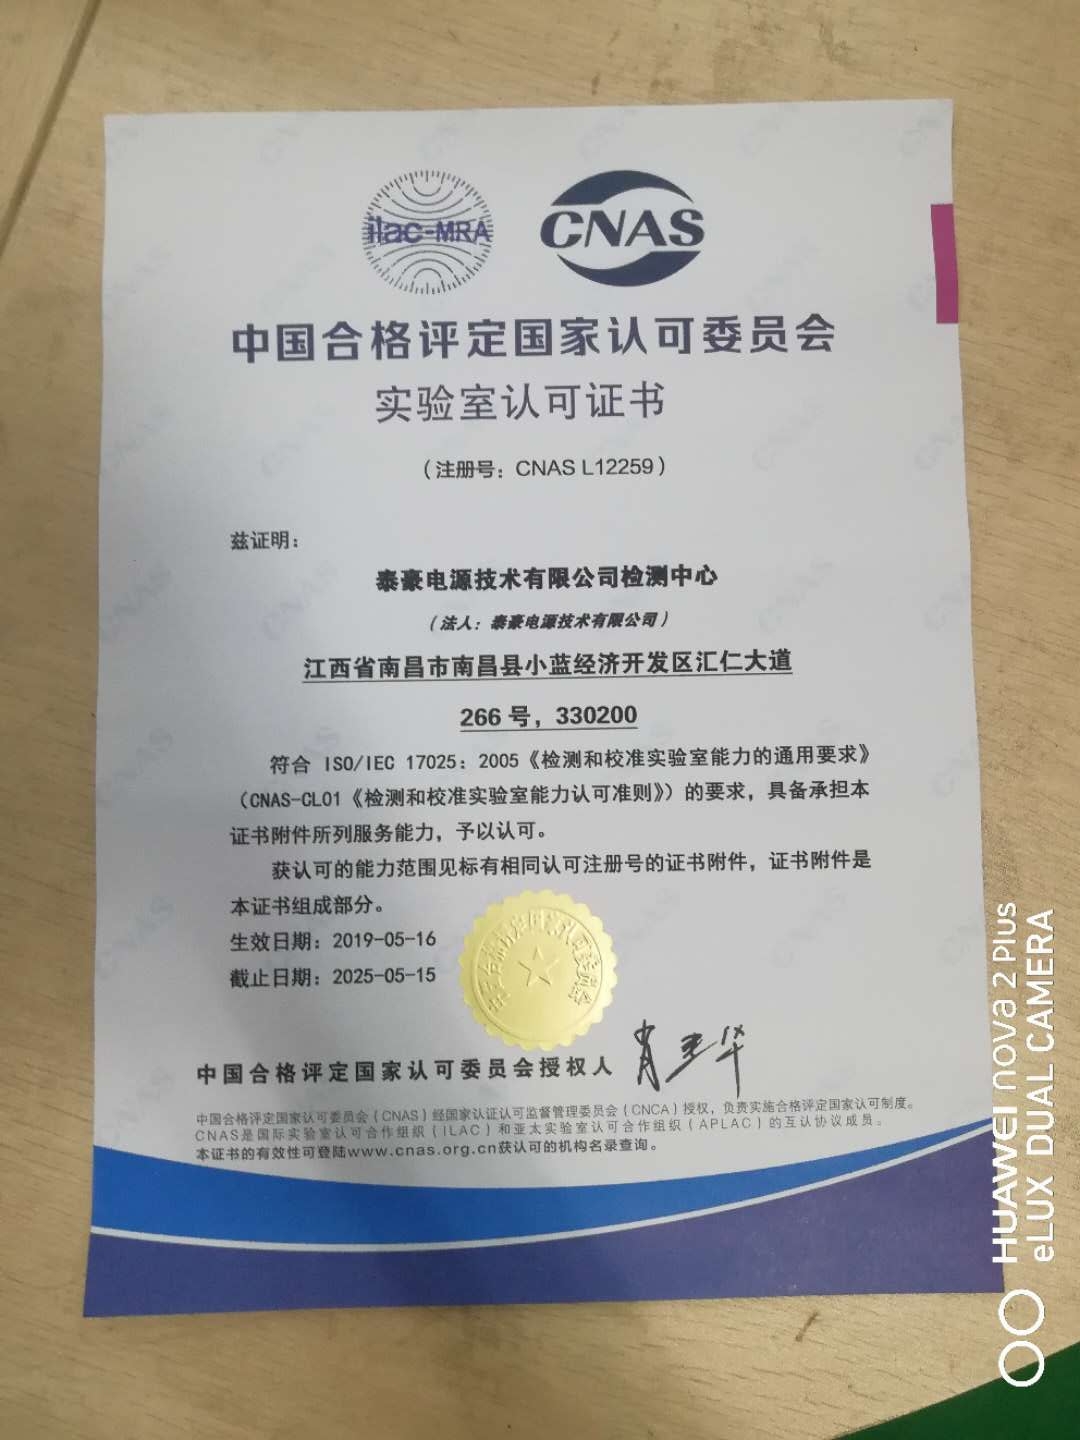 ilac-MRA
CNAS
中国合格评定国家认可委员会
实验室认可证书
（注册号：CNAS L12259）
兹证明：
泰豪电源技术有限公司检测中心
（法人：泰豪电源技术有限公司）
江西省南昌市南昌县小蓝经济开发区汇仁大道
266 号，330200
符合 ISO/IEC 17025：2005《检测和校准实验室能力的通用要求》
（CNAS-CL01《检测和校准实验室能力认可准则》）的要求，具备承担本
证书附件所列服务能力，予以认可。
获认可的能力范围见标有相同认可注册号的证书附件，证书附件是
本证书组成部分。
生效日期：2019-05-16
截止日期：2025-05-15
中国合格评定国家认可委员会
中国合格评定国家认可委员会授权人 肖建华
中国合格评定国家认可委员会（CNAS）经国家认证认可监督管理委员会（CNCA）授权，负责实施合格评定国家认可制度。
CNAS是国际实验室认可合作组织（ILAC）和亚太实验室认可合作组织（APLAC）的互认协议成员。
本证书的有效性可登陆www.cnas.org.cn获认可的机构名录查询。
HUAWEI nova 2 Plus
eLUX DUAL CAMERA